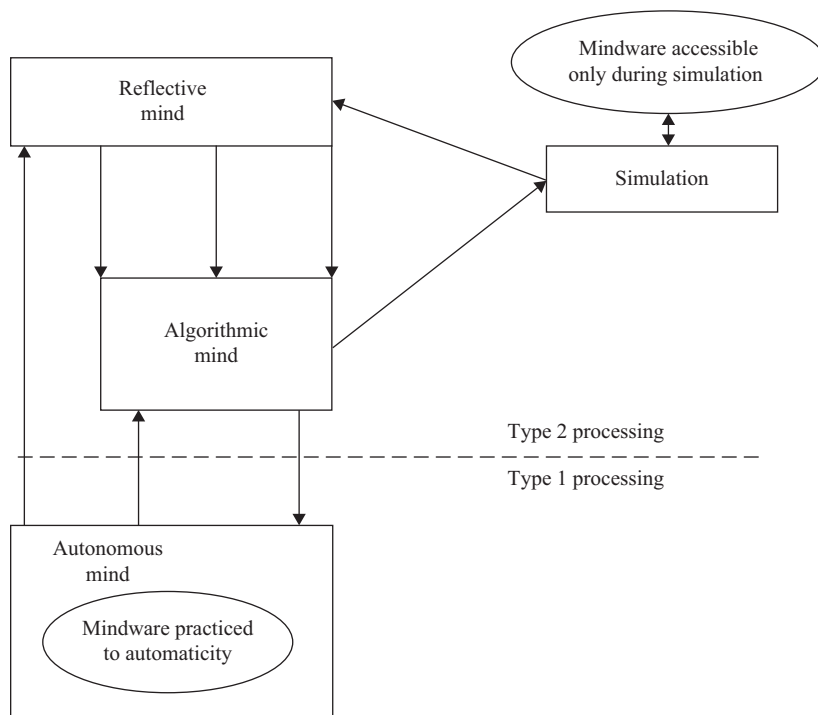 Mindware accessible
only during simulation
Reflective
mind
Simulation
Algorithmic
mind
Type 2 processing
Type 1 processing
Autonomous
mind
Mindware practiced
to automaticity